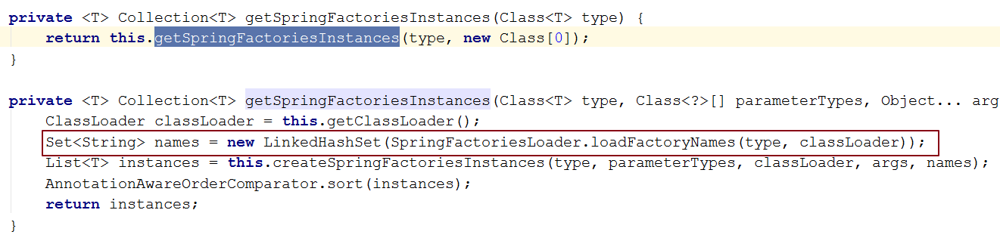 private <T> Collection<T> getSpringFactoriesInstances(Class<T> type) {
return this.getSpringFactoriesInstances(type, new Class[0]);
}
private <T> Collection<T> getSpringFactoriesInstances(Class<T> type, Class<?>[] parameterTypes, Object... arg
ClassLoader classLoader = this.getClassLoader();
Set<String> names = new LinkedHashSet(SpringFactoriesLoader.loadFactoryNames(type, classLoader));
List<T> instances = this.createSpringFactoriesInstances(type, parameterTypes, classLoader, args, names);
AnnotationAwareOrderComparator.sort(instances);
return instances;
}